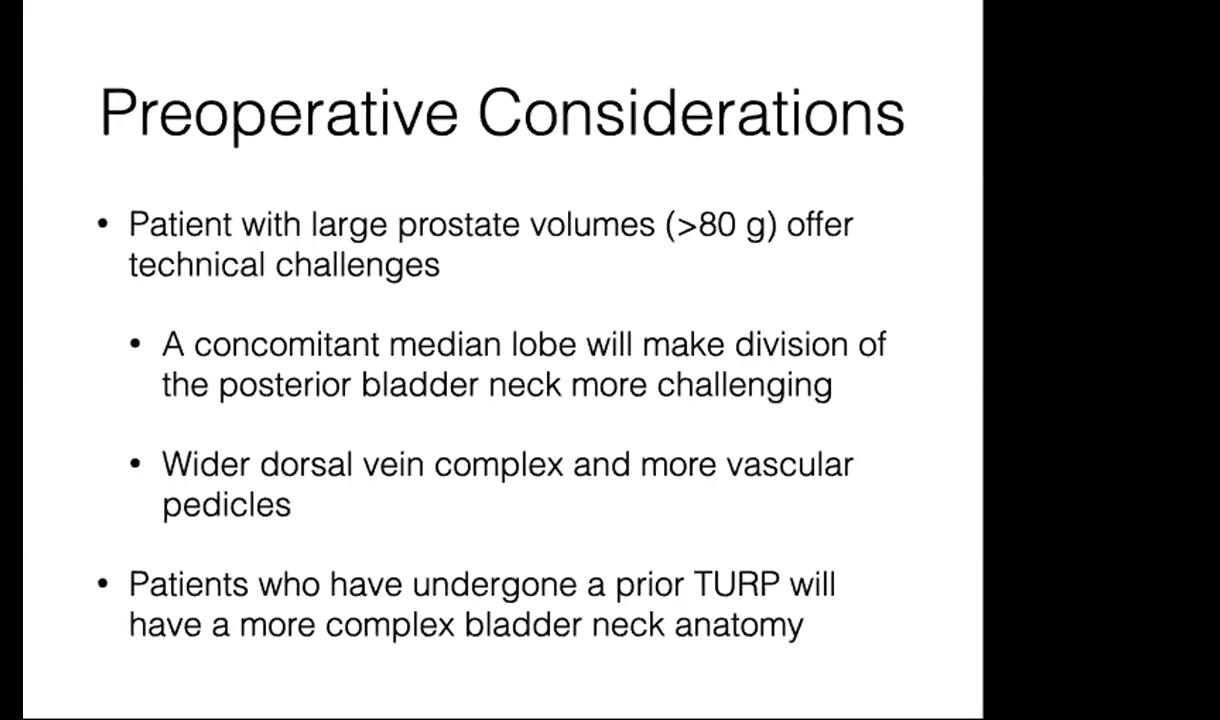 Preoperative Considerations
• Patient with large prostate volumes (>80 g) offer
technical challenges
• A concomitant median lobe will make division of
the posterior bladder neck more challenging
• Wider dorsal vein complex and more vascular
pedicles
• Patients who have undergone a prior TURP will
have a more complex bladder neck anatomy